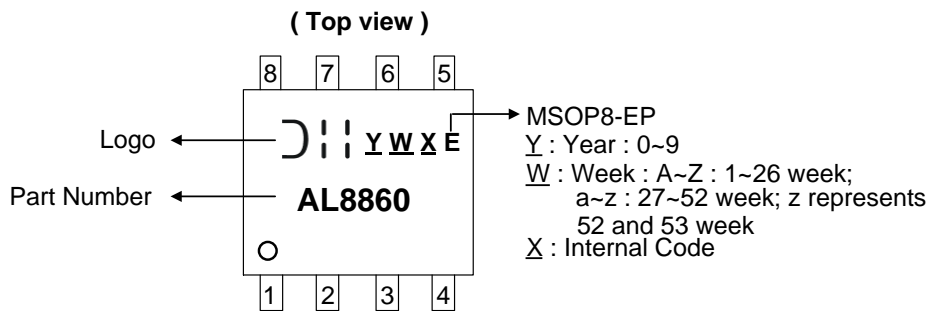 ( Top view )
8 7 6 5
Logo
Y W X E
MSOP8-EP
Y : Year : 0~9
W : Week : A~Z : 1~26 week;
a~z : 27~52 week; z represents
52 and 53 week
X : Internal Code
Part Number
AL8860
1 2 3 4